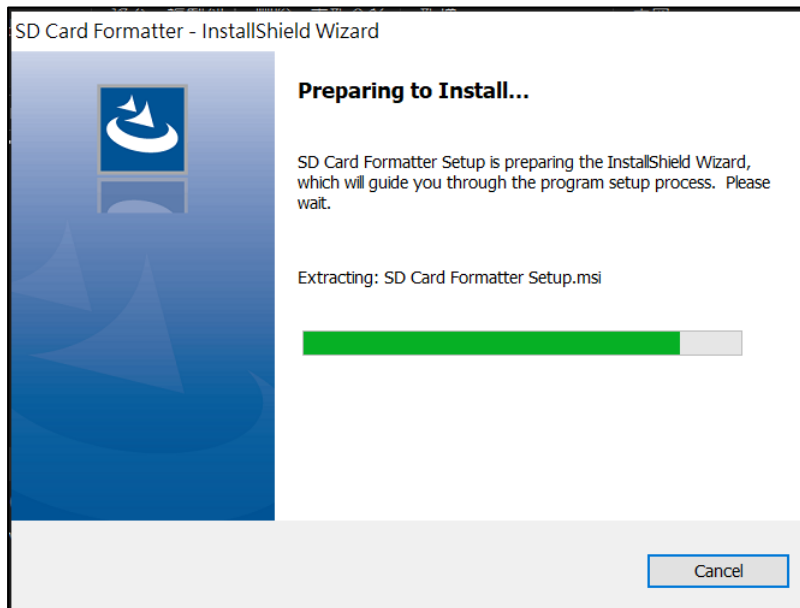 SD Card Formatter - InstallShield Wizard
Preparing to Install...
SD Card Formatter Setup is preparing the InstallShield Wizard,
which will guide you through the program setup process.  Please
wait.
Extracting: SD Card Formatter Setup.msi
Cancel